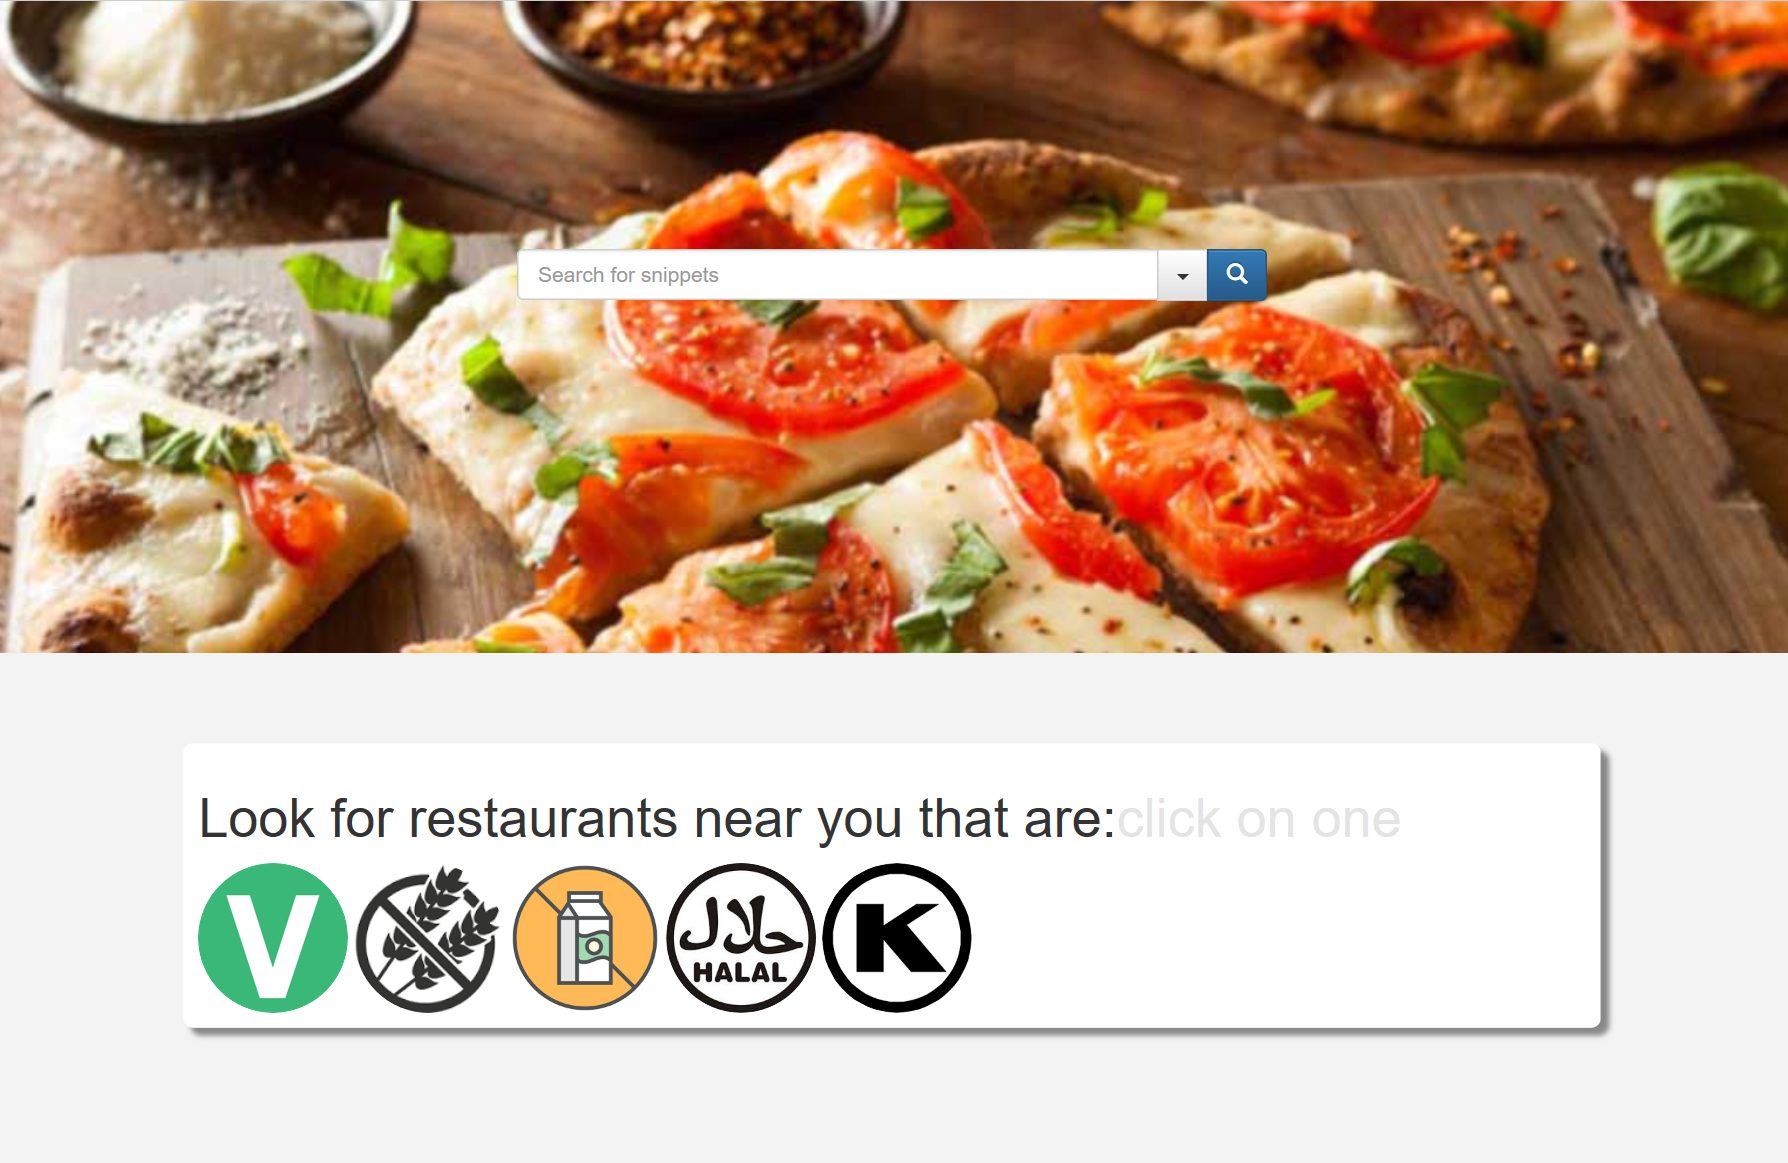 Search for snippets
Look for restaurants near you that are:click on one
V
حلال
HALAL
K